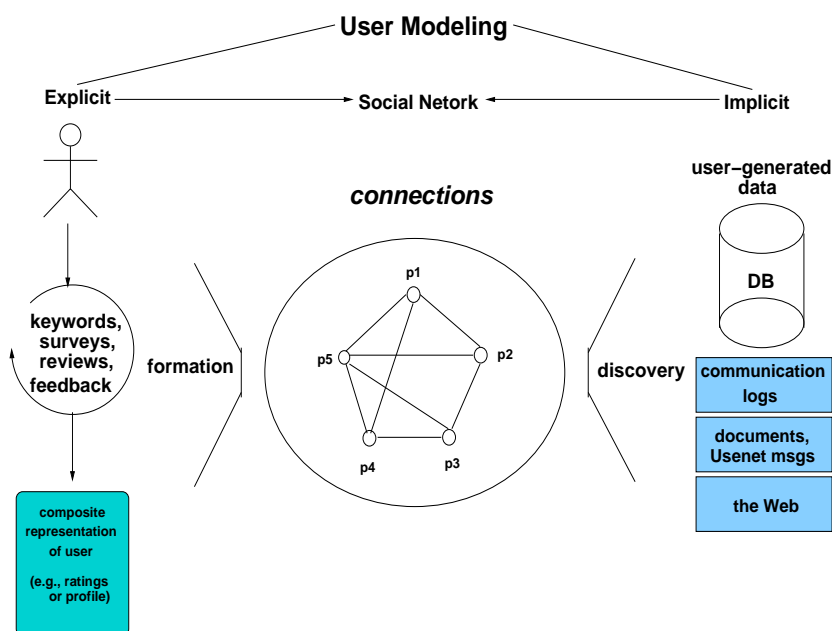 User Modeling
Explicit
Social Netork
Implicit
user-generated
data
connections
DB
p1
p2
p5
p4
p3
keywords,
surveys,
reviews,
feedback
formation
discovery
communication
logs
documents,
Usenet msgs
the Web
composite
representation
of user
(e.g., ratings
or profile)